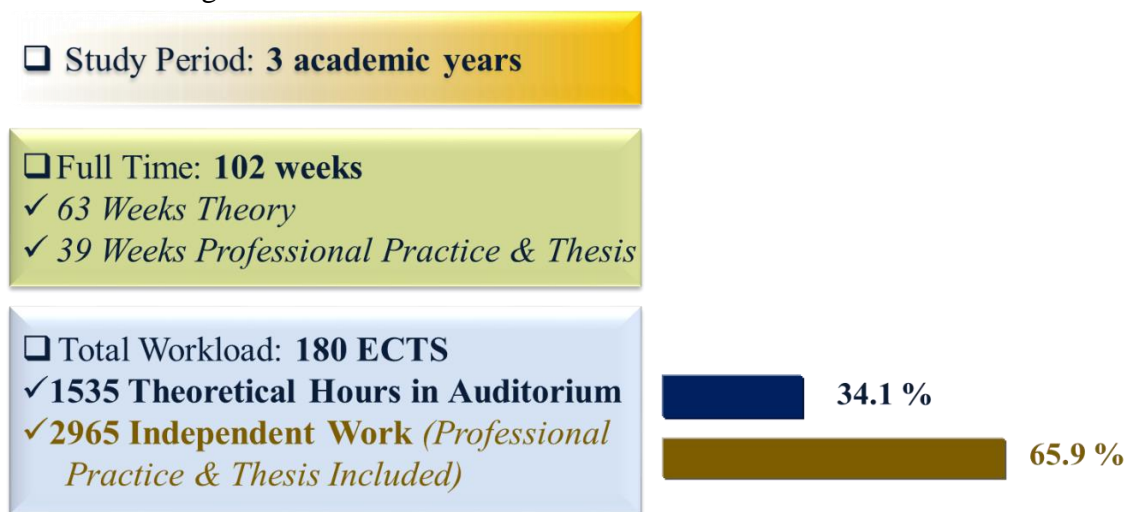 ❑ Study Period: 3 academic years
❑ Full Time: 102 weeks
✓ 63 Weeks Theory
✓ 39 Weeks Professional Practice & Thesis
❑ Total Workload: 180 ECTS
✓ 1535 Theoretical Hours in Auditorium
34.1 %
✓ 2965 Independent Work (Professional
Practice & Thesis Included)
65.9 %